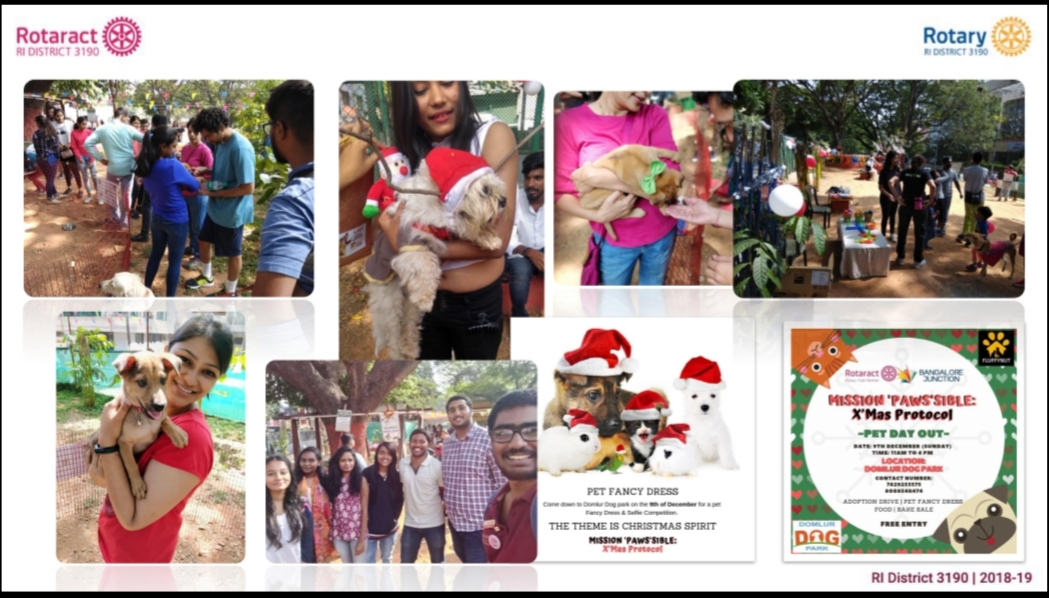 Rotaract
RI DISTRICT 3190
Rotary
RI DISTRICT 3190
PET FANCY DRESS
Come down to Domlur Dog park on the 9th of December for a pet
Fancy Dress & Selfie Competition.
THE THEME IS CHRISTMAS SPIRIT
MISSION 'PAWS'SIBLE:
X'Mas Protocol
FLUFFYNUT
Rotaract
BANGALORE
JUNCTION
MISSION 'PAWS'SIBLE:
X'Mas Protocol
~PET DAY OUT~
DATE: 9TH DECEMBER (SUNDAY)
TIME: 11AM TO 4 PM
LOCATION:
DOMLUR DOG PARK
CONTACT NUMBER:
ADOPTION DRIVE | PET FANCY DRESS
FOOD | BAKE SALE
FREE ENTRY
DOMLUR
DOG
PARK
RI District 3190 | 2018-19